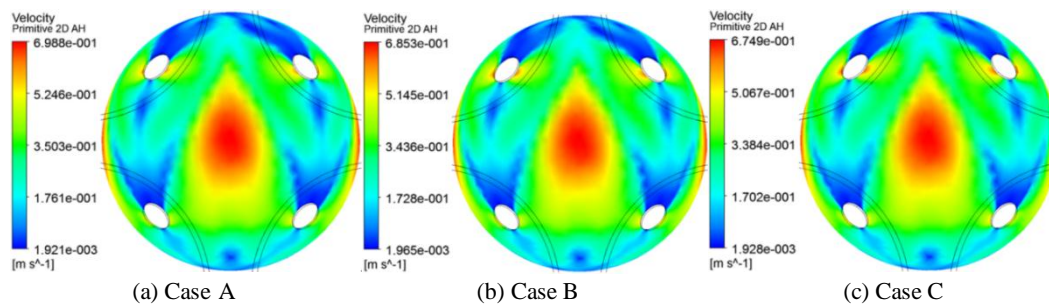 Velocity
Primitive 2D AH
6.988e-001
5.246e-001
3.503e-001
1.761e-001
1.921e-003
[m s^-1]
(a) Case A
Velocity
Primitive 2D AH
6.853e-001
5.145e-001
3.436e-001
1.728e-001
1.965e-003
[m s^-1]
(b) Case B
Velocity
Primitive 2D AH
6.749e-001
5.067e-001
3.384e-001
1.702e-001
1.928e-003
[m s^-1]
(c) Case C